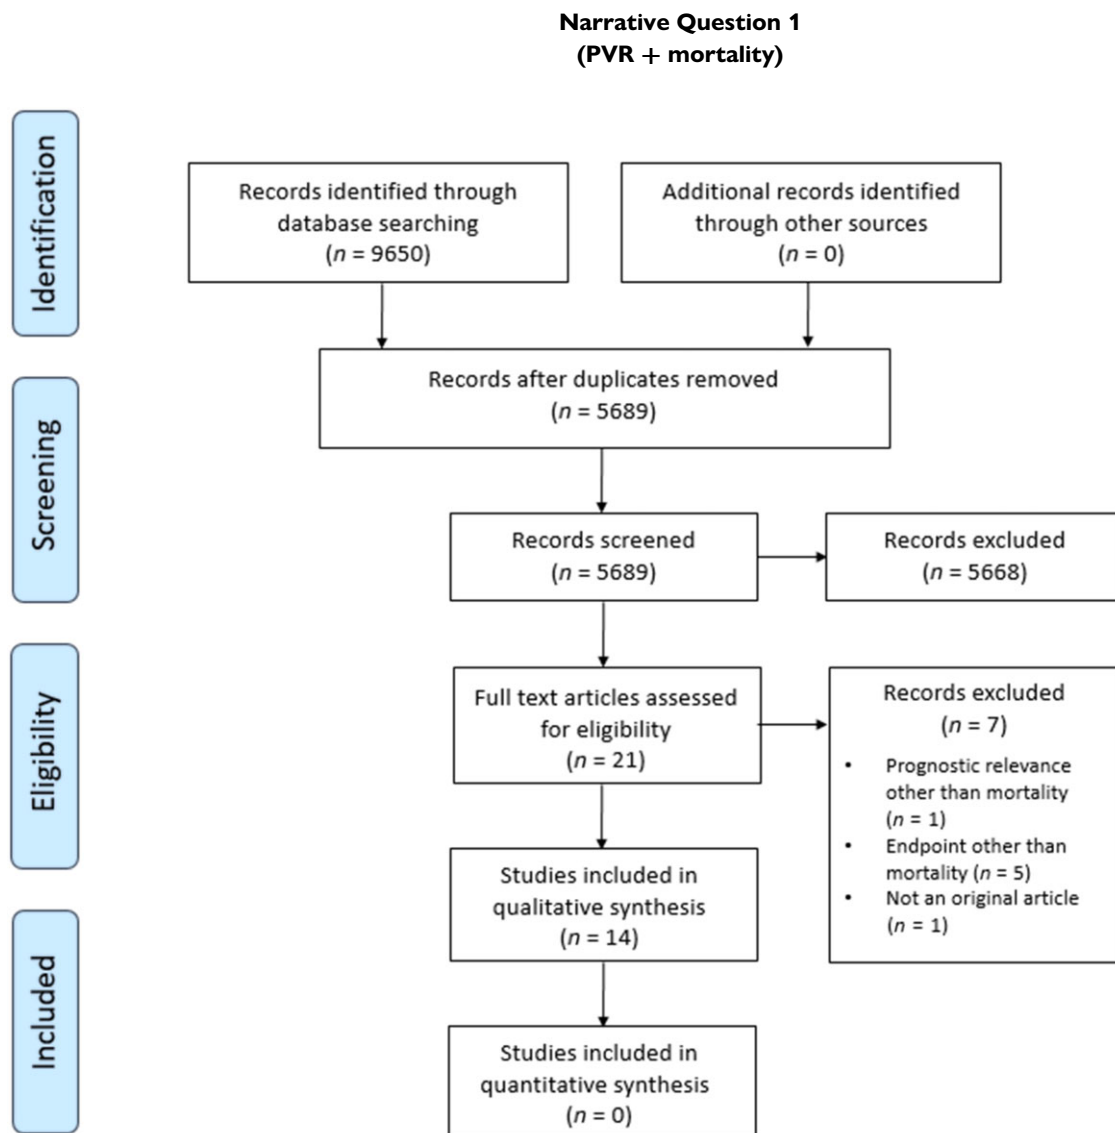 Narrative Question 1
(PVR + mortality)
Identification
Records identified through
database searching
(n = 9650)
Additional records identified
through other sources
(n = 0)
Records after duplicates removed
(n = 5689)
Screening
Records screened
(n = 5689)
Records excluded
(n = 5668)
Eligibility
Full text articles assessed
for eligibility
(n = 21)
Records excluded
(n = 7)
• Prognostic relevance
other than mortality
(n = 1)
• Endpoint other than
mortality (n = 5)
• Not an original article
(n = 1)
Studies included in
qualitative synthesis
(n = 14)
Included
Studies included in
quantitative synthesis
(n = 0)